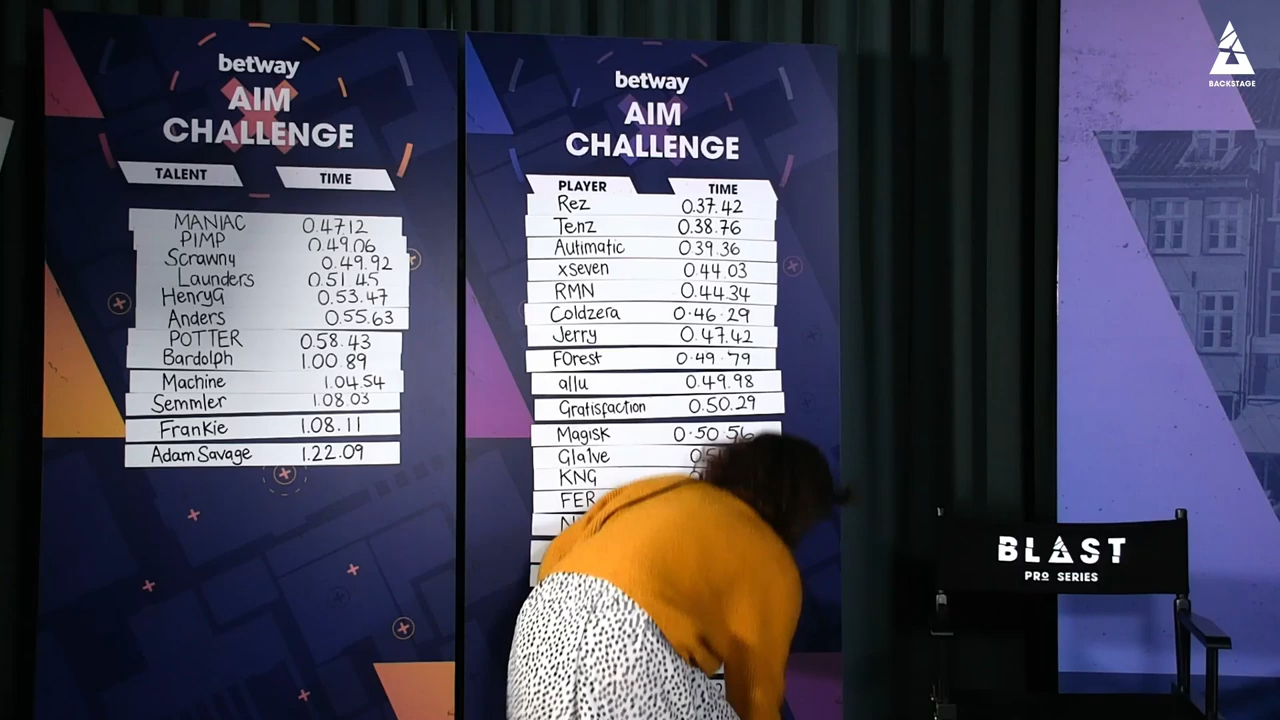 betway
AIM
CHALLENGE
TALENT TIME
MANIAC 0.47.12
PIMP 0.49.06
Scrawny 0.49.92
Launders 0.51.45
HenryG 0.53.47
Anders 0.55.63
POTTER 0.58.43
Bardolph 1.00.89
Machine 1.04.54
Semmler 1.08.03
Frankie 1.08.11
Adam Savage 1.22.09
betway
AIM
CHALLENGE
PLAYER TIME
Rez 0.37.42
Tenz 0.38.76
Autimatic 0.39.36
xSeven 0.44.03
RMN 0.44.34
Coldzera 0.46.29
Jerry 0.47.42
F0rest 0.49.79
allu 0.49.98
Gratisfaction 0.50.29
Magisk 0.50.56
Gla1ve
KNG
FER
BLAST
PRO SERIES
BACKSTAGE